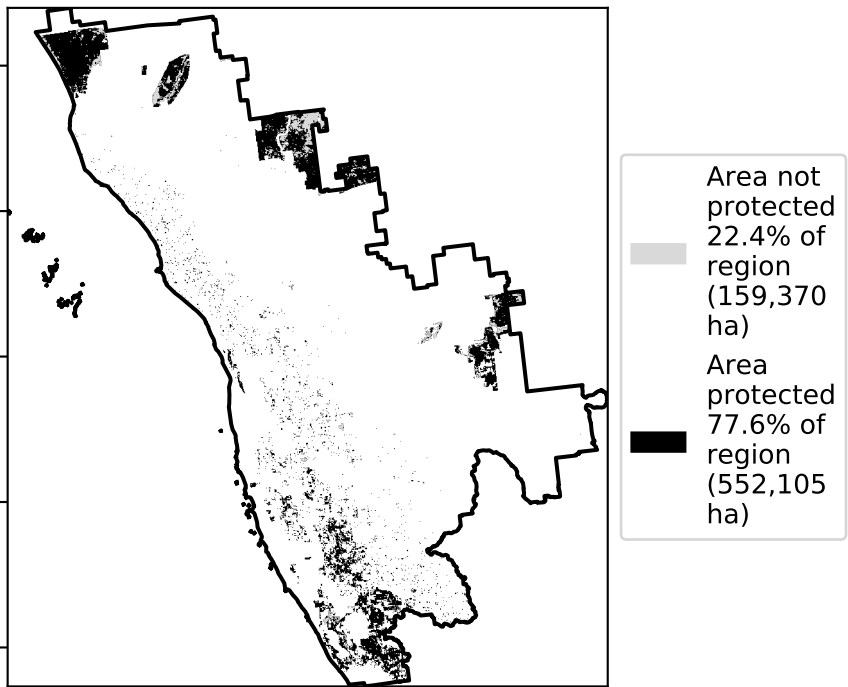 Area not
protected
22.4% of
region
(159,370
ha)
Area
protected
77.6% of
region
(552,105
ha)